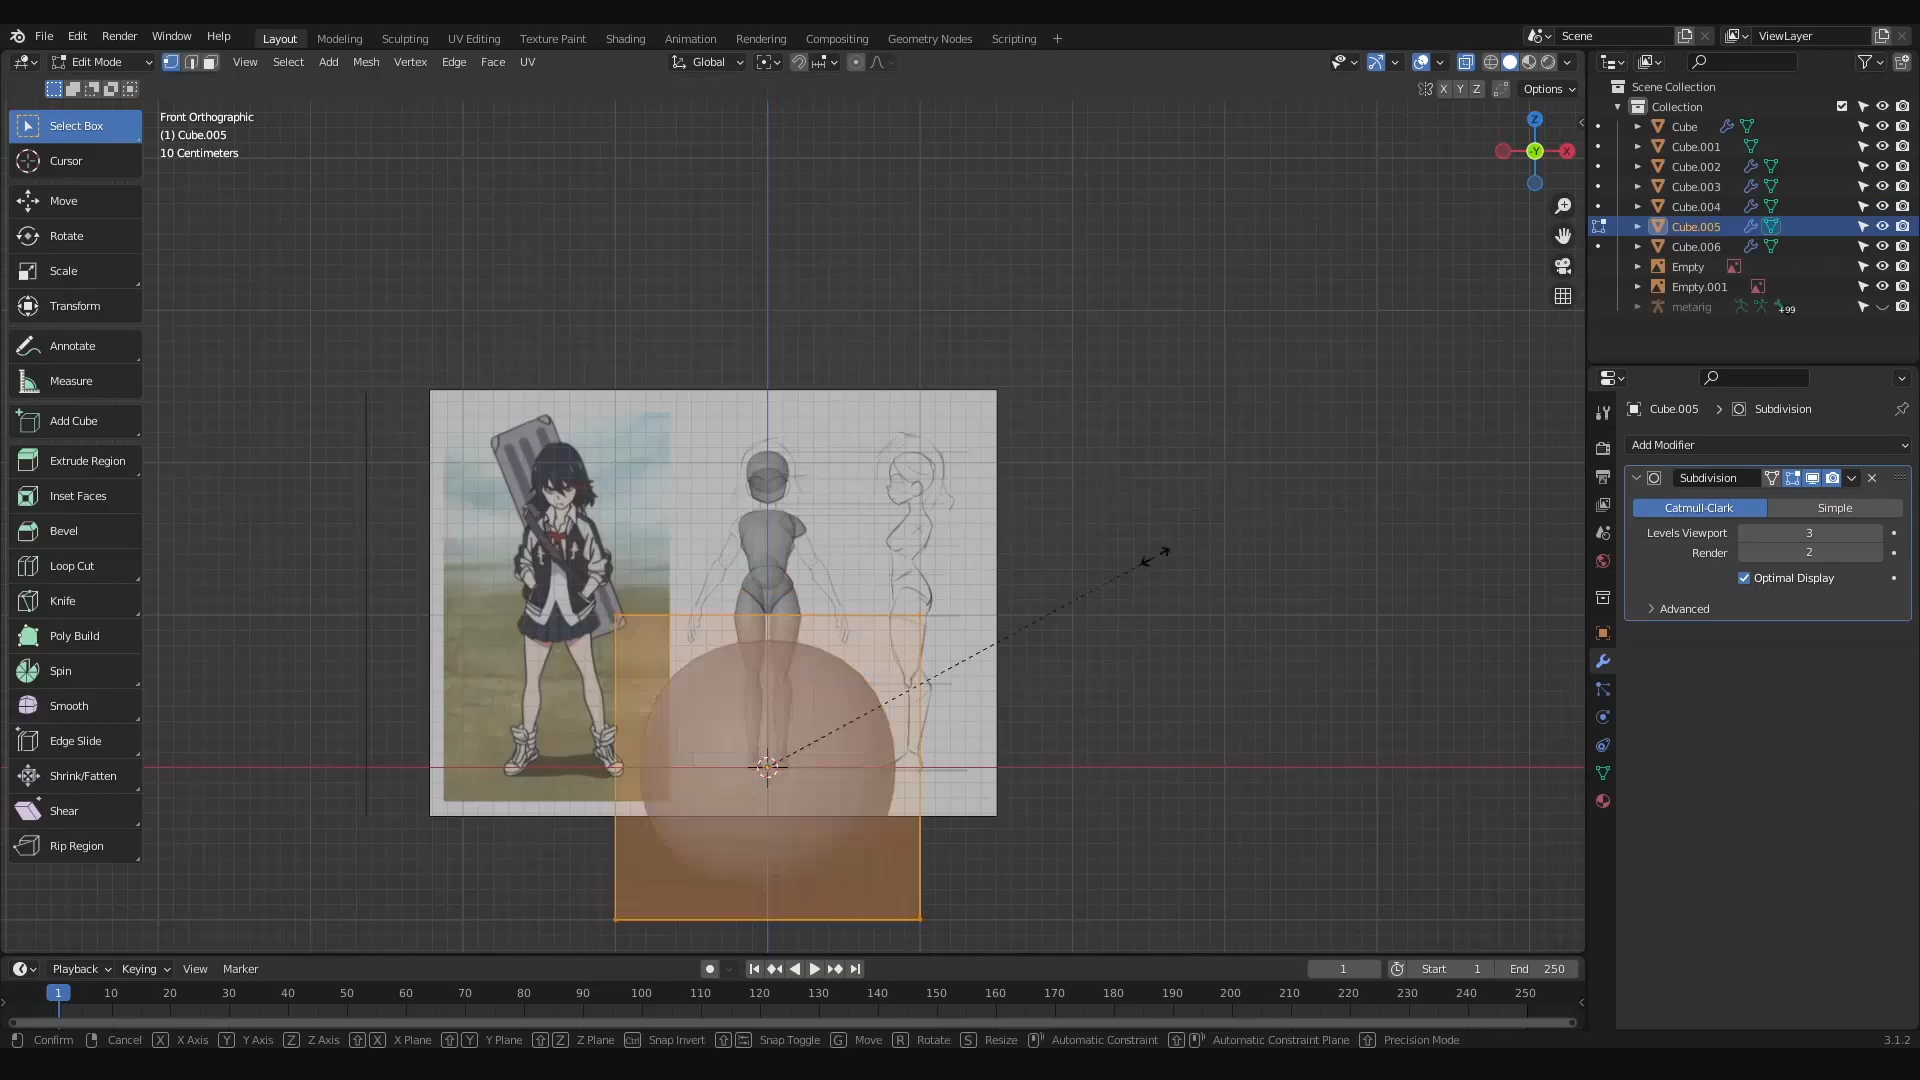 File Edit Render Window Help Layout Modeling Sculpting UV Editing Texture Paint Shading Animation Rendering Compositing Geometry Nodes Scripting + Scene ViewLayer
Edit Mode View Select Add Mesh Vertex Edge Face UV Global
X Y Z Options
Select Box
Cursor
Move
Rotate
Scale
Transform
Annotate
Measure
Add Cube
Extrude Region
Inset Faces
Bevel
Loop Cut
Knife
Poly Build
Spin
Smooth
Edge Slide
Shrink/Fatten
Shear
Rip Region
Front Orthographic
(1) Cube.005
10 Centimeters
Z
-Y X
Scene Collection
Collection
Cube
Cube.001
Cube.002
Cube.003
Cube.004
Cube.005
Cube.006
Empty
Empty.001
metarig +99
Cube.005 > Subdivision
Add Modifier
Subdivision
Catmull-Clark Simple
Levels Viewport 3
Render 2
Optimal Display
> Advanced
Playback Keying View Marker 1 Start 1 End 250
1 10 20 30 40 50 60 70 80 90 100 110 120 130 140 150 160 170 180 190 200 210 220 230 240 250
Confirm Cancel X X Axis Y Y Axis Z Z Axis X X Plane Y Y Plane Z Z Plane Ctrl Snap Invert Snap Toggle G Move R Rotate S Resize Automatic Constraint Automatic Constraint Plane Precision Mode 3.1.2